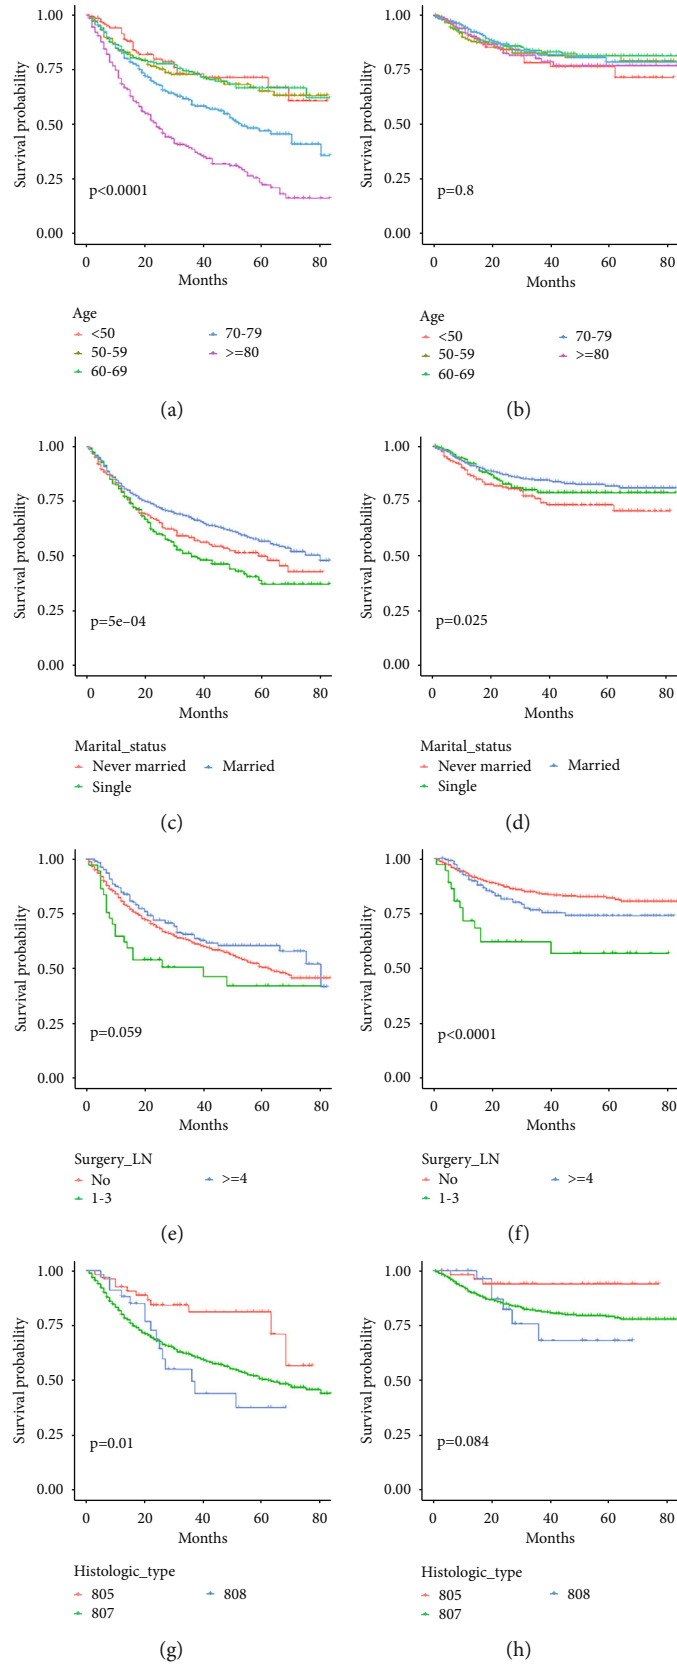 1.00
0.75
0.50
0.25
0.00
Survival probability
p<0.0001
0 20 40 60 80
Months
Age
<50 70-79
50-59 >=80
60-69
(a)
1.00
0.75
0.50
0.25
0.00
Survival probability
p=0.8
0 20 40 60 80
Months
Age
<50 70-79
50-59 >=80
60-69
(b)
1.00
0.75
0.50
0.25
0.00
Survival probability
p=5e–04
0 20 40 60 80
Months
Marital_status
Never married Married
Single
(c)
1.00
0.75
0.50
0.25
0.00
Survival probability
p=0.025
0 20 40 60 80
Months
Marital_status
Never married Married
Single
(d)
1.00
0.75
0.50
0.25
0.00
Survival probability
p=0.059
0 20 40 60 80
Months
Surgery_LN
No >=4
1-3
(e)
1.00
0.75
0.50
0.25
0.00
Survival probability
p<0.0001
0 20 40 60 80
Months
Surgery_LN
No >=4
1-3
(f)
1.00
0.75
0.50
0.25
0.00
Survival probability
p=0.01
0 20 40 60 80
Months
Histologic_type
805 808
807
(g)
1.00
0.75
0.50
0.25
0.00
Survival probability
p=0.084
0 20 40 60 80
Months
Histologic_type
805 808
807
(h)